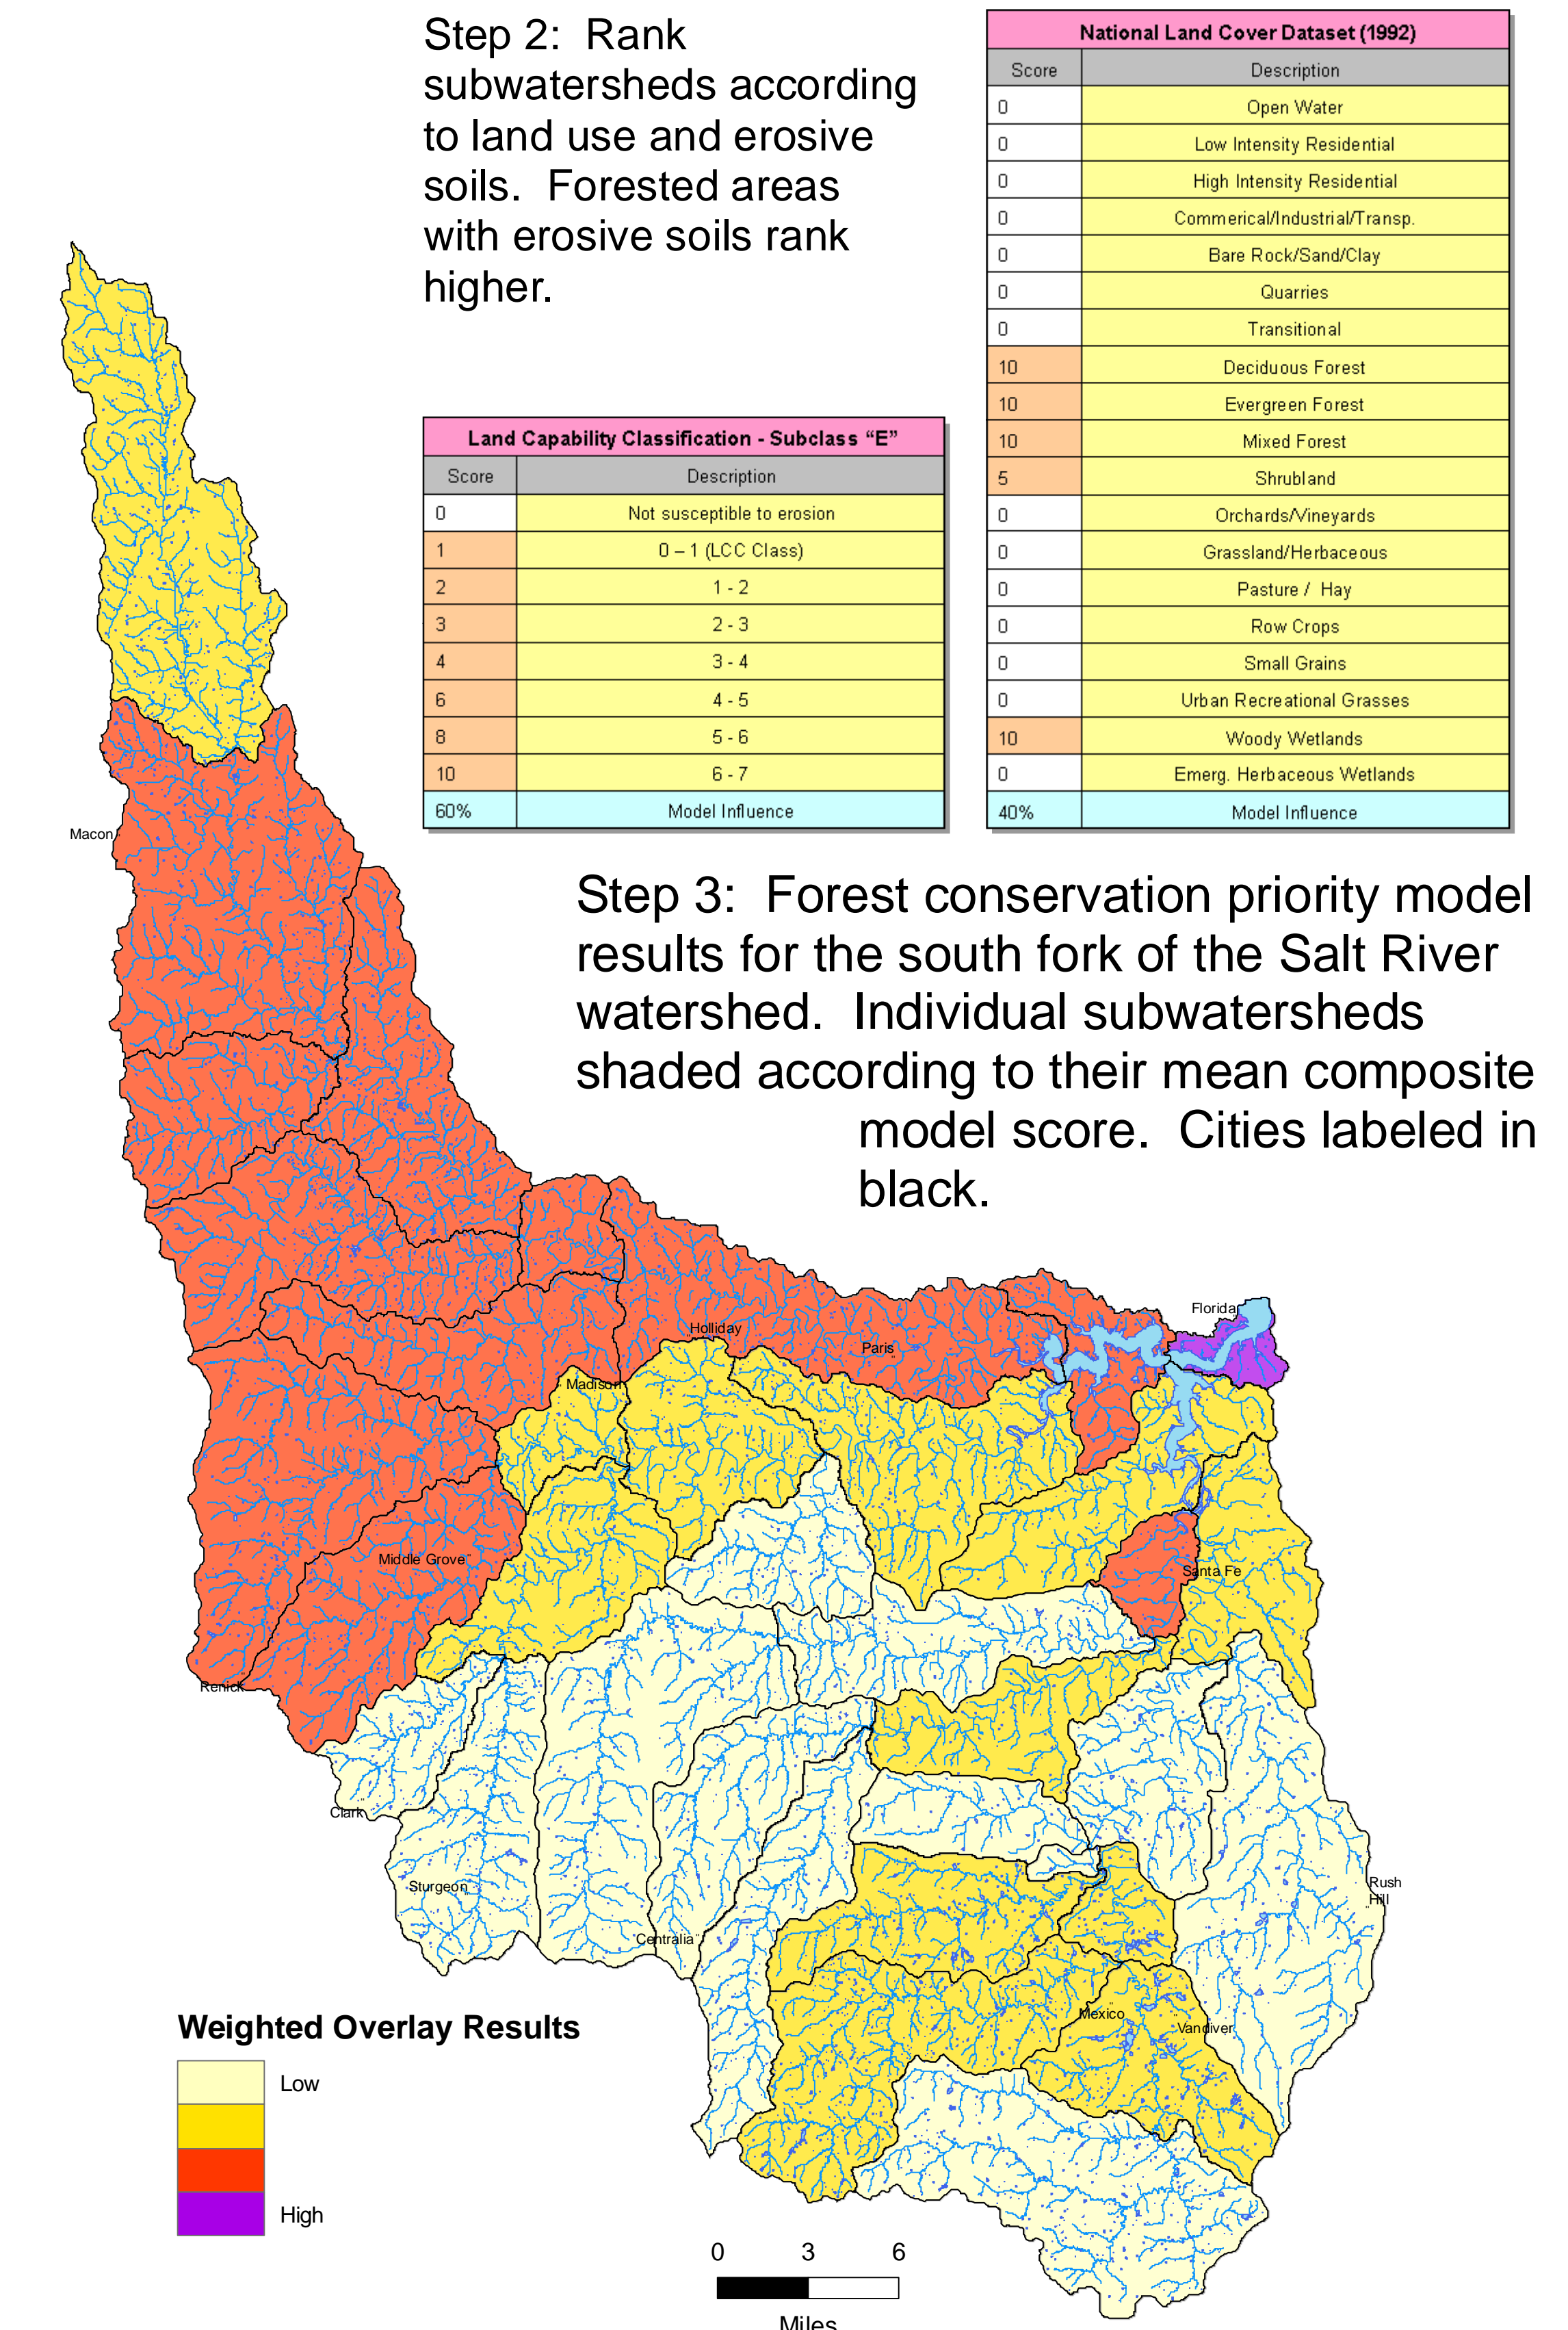 Step 2:  Rank
subwatersheds according
to land use and erosive
soils.  Forested areas
with erosive soils rank
higher.
National Land Cover Dataset (1992)
Score Description
0 Open Water
0 Low Intensity Residential
0 High Intensity Residential
0 Commerical/Industrial/Transp.
0 Bare Rock/Sand/Clay
0 Quarries
0 Transitional
10 Deciduous Forest
10 Evergreen Forest
10 Mixed Forest
5 Shrubland
0 Orchards/Vineyards
0 Grassland/Herbaceous
0 Pasture / Hay
0 Row Crops
0 Small Grains
0 Urban Recreational Grasses
10 Woody Wetlands
0 Emerg. Herbaceous Wetlands
40% Model Influence
Land Capability Classification - Subclass “E”
Score Description
0 Not susceptible to erosion
1 0 – 1 (LCC Class)
2 1 - 2
3 2 - 3
4 3 - 4
6 4 - 5
8 5 - 6
10 6 - 7
60% Model Influence
Step 3:  Forest conservation priority model
results for the south fork of the Salt River
watershed.  Individual subwatersheds
shaded according to their mean composite
model score.  Cities labeled in
black.
Macon
Florida
Holliday
Paris
Madison
Middle Grove
Santa Fe
Renick
Clark
Sturgeon
Rush
Hill
Centralia
Mexico
Vandiver
Weighted Overlay Results
Low
High
0 3 6
Miles